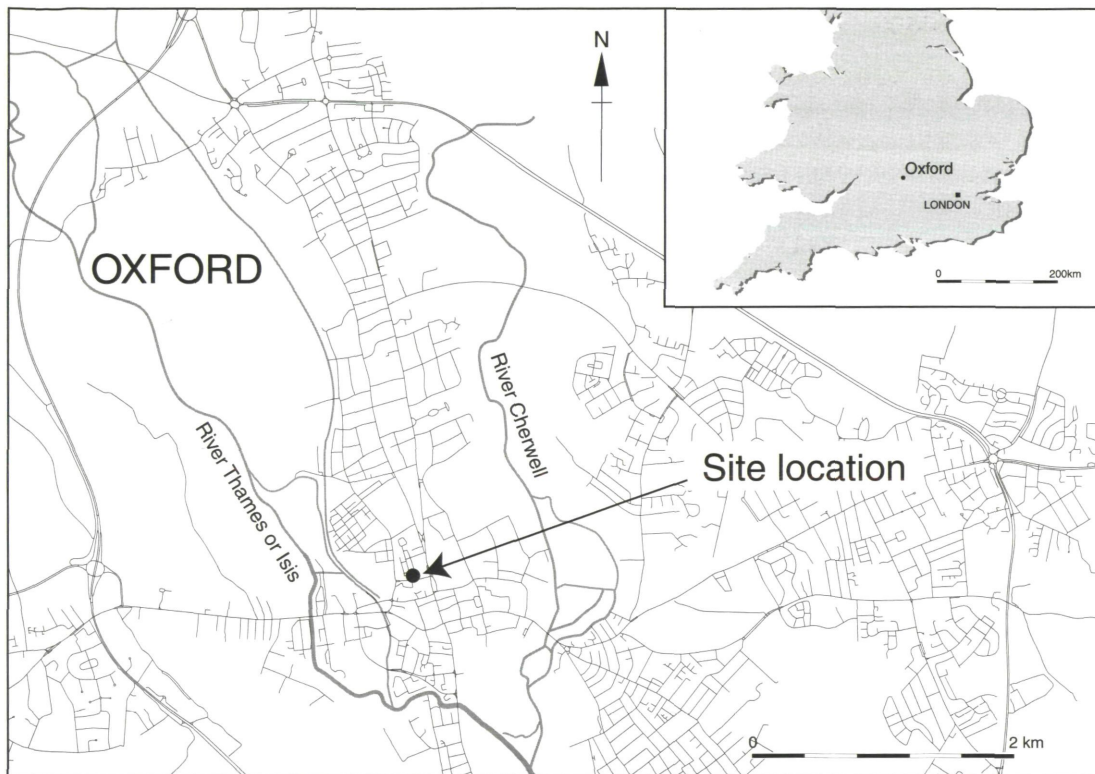 N
Oxford
LONDON
0 200km
OXFORD
River Cherwell
River Thames or Isis
Site location
0 2 km